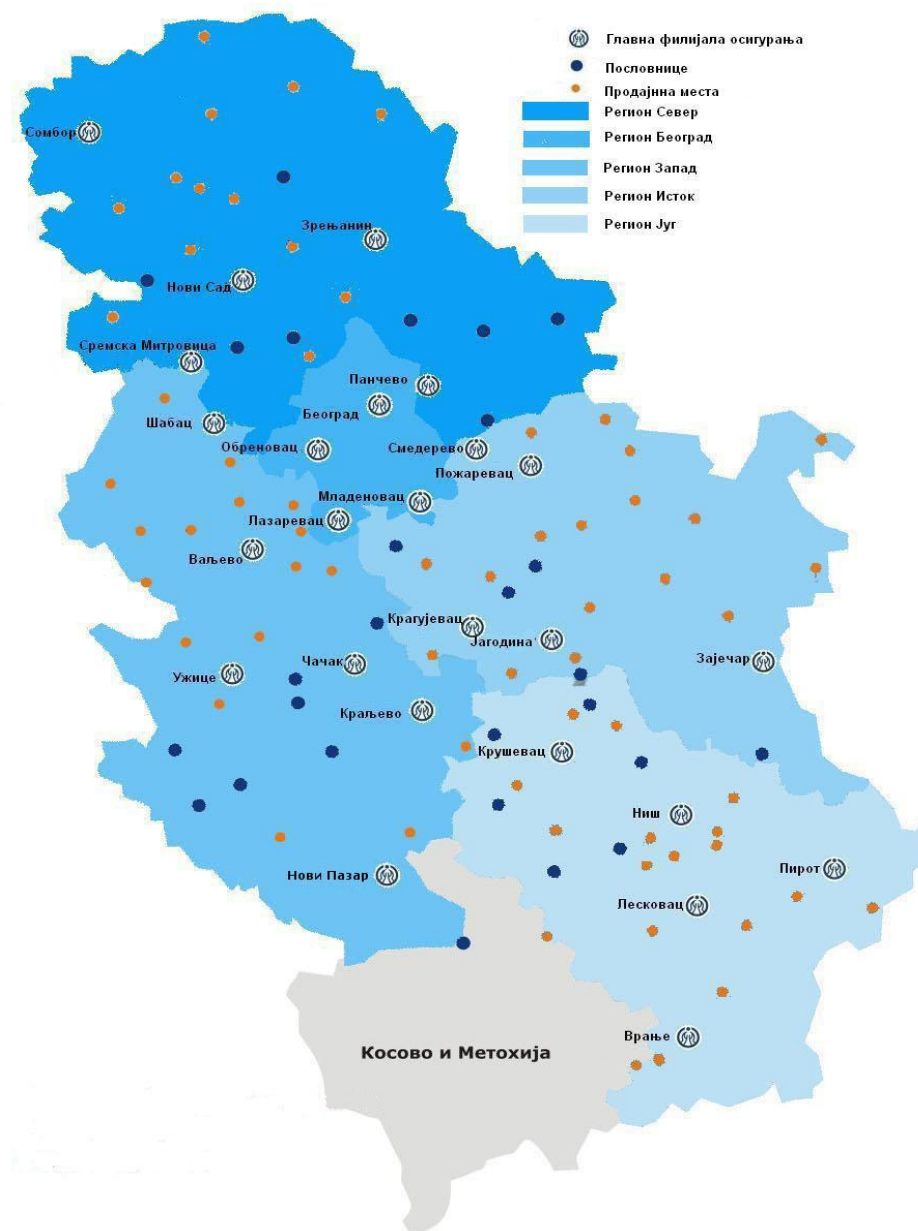 Главна филијала осигурања
Пословнице
Продајнна места
Регион Север
Регион Београд
Регион Запад
Регион Исток
Регион Југ
Сомбор
Зрењанин
Нови Сад
Сремска Митровица
Панчево
Београд
Шабац
Обреновац
Смедерево
Пожаревац
Младеновац
Лазаревац
Ваљево
Крагујевац
Јагодина
Чачак
Зајечар
Ужице
Краљево
Крушевац
Ниш
Нови Пазар
Пирот
Лесковац
Врање
Косово и Метохија